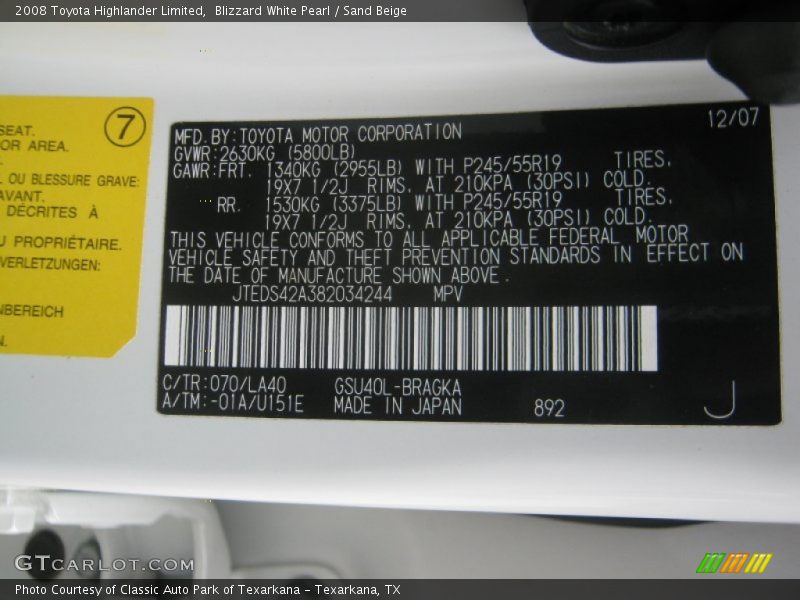 2008 Toyota Highlander Limited, Blizzard White Pearl / Sand Beige
7
SEAT.
OR AREA.
OU BLESSURE GRAVE:
AVANT.
DÉCRITES À
PROPRIÉTAIRE.
VERLETZUNGEN:
12/07
MFD. BY: TOYOTA MOTOR CORPORATION
GVWR: 2630KG (5800LB)
GAWR: FRT. 1340KG (2955LB) WITH P245/55R19 TIRES,
19X7 1/2J RIMS, AT 210KPA (30PSI) COLD.
RR. 1530KG (3375LB) WITH P245/55R19 TIRES,
19X7 1/2J RIMS, AT 210KPA (30PSI) COLD.
THIS VEHICLE CONFORMS TO ALL APPLICABLE FEDERAL MOTOR
VEHICLE SAFETY AND THEFT PREVENTION STANDARDS IN EFFECT ON
THE DATE OF MANUFACTURE SHOWN ABOVE.
JTEDS42A382034244 MPV
C/TR: 070/LA40 GSU40L-BRAGKA
A/TM: -01A/U151E MADE IN JAPAN 892
J
GTCARLOT.COM
Photo Courtesy of Classic Auto Park of Texarkana - Texarkana, TX